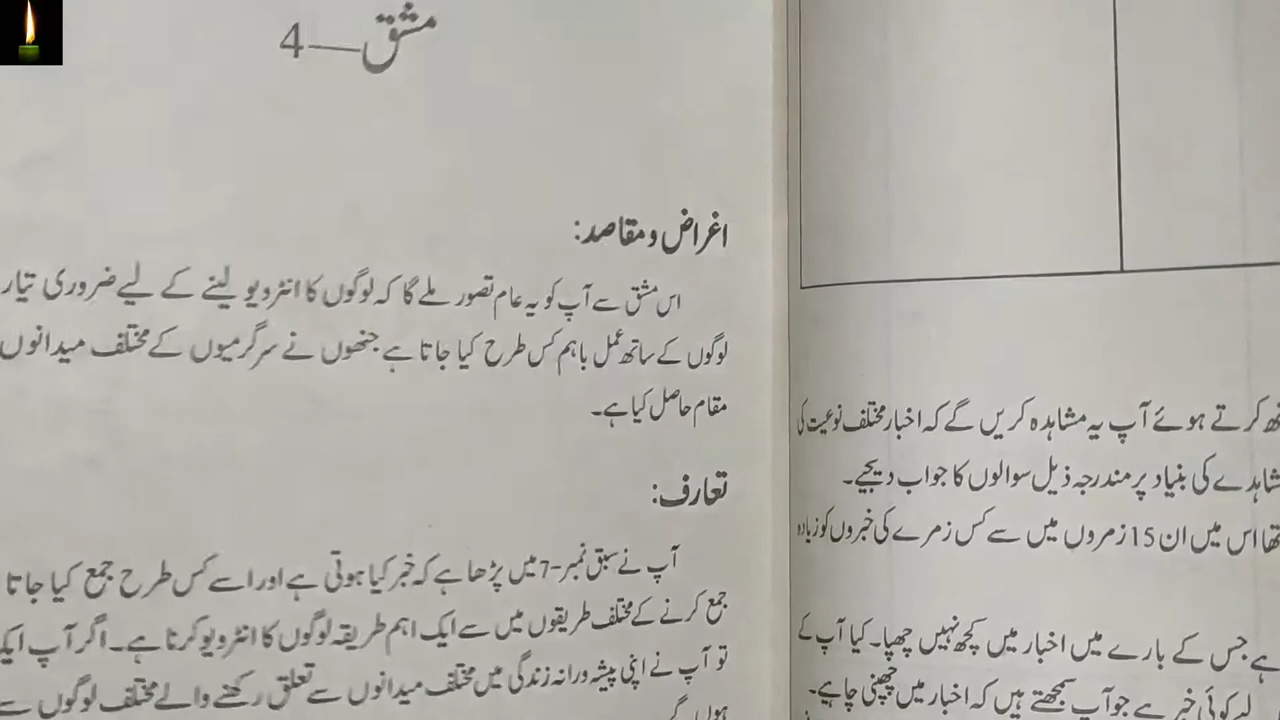 مشق—4
اغراض و مقاصد:
اس مشق سے آپ کو یہ عام تصور ملے گا کہ لوگوں کا انٹرویو لینے کے لیے ضروری تیار
لوگوں کے ساتھ عمل باہم کس طرح کیا جاتا ہے جنھوں نے سرگرمیوں کے مختلف میدانوں
مقام حاصل کیا ہے۔
تعارف:
آپ نے سبق نمبر-7 میں پڑھا ہے کہ خبر کیا ہوتی ہے اور اسے کس طرح جمع کیا جاتا
جمع کرنے کے مختلف طریقوں میں سے ایک اہم طریقہ لوگوں کا انٹرویو کرنا ہے۔ اگر آپ ایک
تو آپ نے اپنی پیشہ ورانہ زندگی میں مختلف میدانوں سے تعلق رکھنے والے مختلف لوگوں سے
کرتے ہوئے آپ یہ مشاہدہ کریں گے کہ اخبار مختلف نوعیت کی
کی بنیاد پر مندرجہ ذیل سوالوں کا جواب دیجیے۔
تھا اس میں ان 15 زمروں میں سے کس زمرے کی خبروں کو زیادہ
ہے جس کے بارے میں اخبار میں کچھ نہیں چھپا۔ کیا آپ کے
کوئی خبر ہے جو آپ سمجھتے ہیں کہ اخبار میں چھپنی چاہیے۔